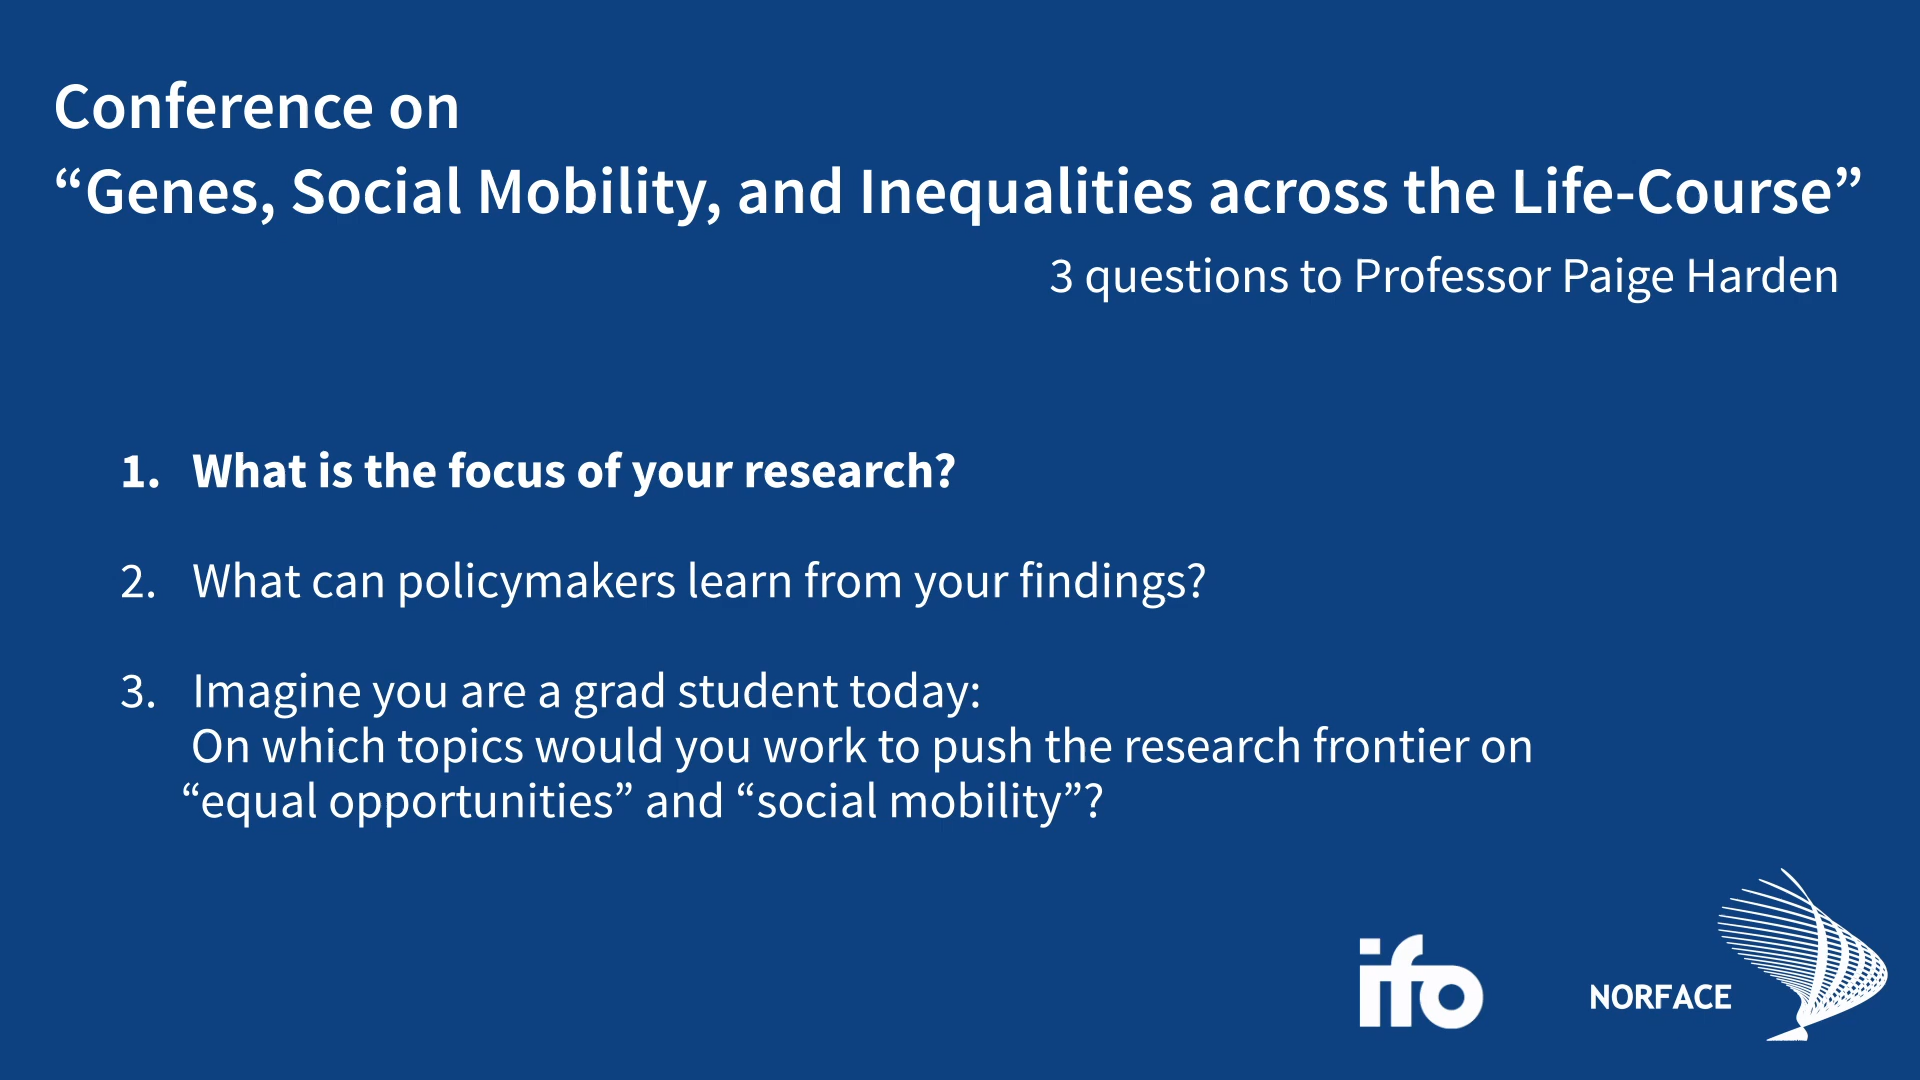 Conference on
“Genes, Social Mobility, and Inequalities across the Life-Course”
3 questions to Professor Paige Harden
1. What is the focus of your research?
2. What can policymakers learn from your findings?
3. Imagine you are a grad student today:
On which topics would you work to push the research frontier on
“equal opportunities” and “social mobility”?
ifo
NORFACE